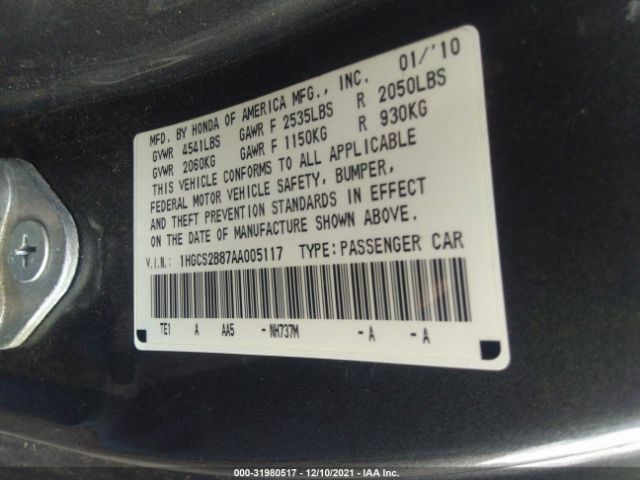 MFD. BY HONDA OF AMERICA MFG., INC. 01/'10
GVWR 4541LBS GAWR F 2535LBS R 2050LBS
GVWR 2060KG GAWR F 1150KG R 930KG
THIS VEHICLE CONFORMS TO ALL APPLICABLE
FEDERAL MOTOR VEHICLE SAFETY, BUMPER,
AND THEFT PREVENTION STANDARDS IN EFFECT
ON THE DATE OF MANUFACTURE SHOWN ABOVE.
V.I.N.: 1HGCS2B87AA005117 TYPE:PASSENGER CAR
TE1 A AA5 -NH737M -A -A
000-31980517 - 12/10/2021 - IAA Inc.